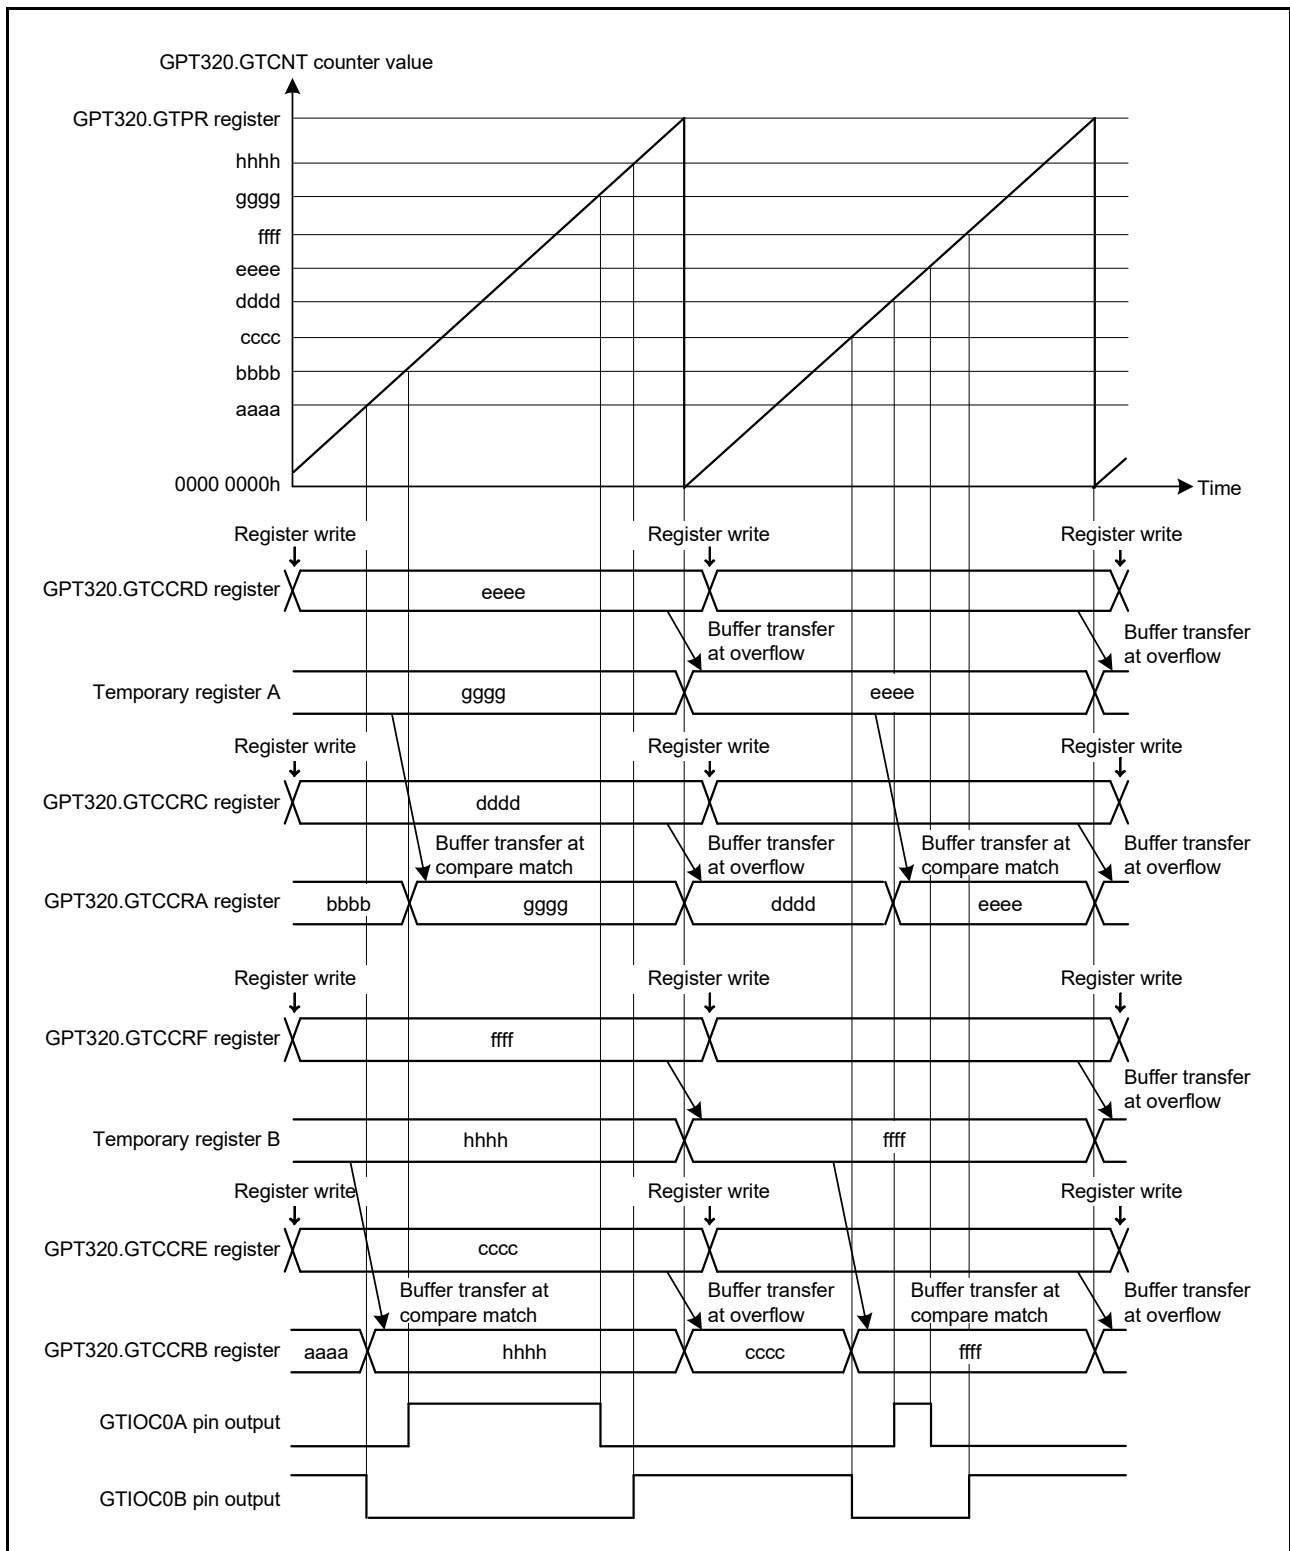 GPT320.GTCNT counter value
GPT320.GTPR register
hhhh
gggg
ffff
eeee
dddd
cccc
bbbb
aaaa
0000 0000h
Time
Register write
Register write
Register write
GPT320.GTCCRD register
eeee
Buffer transfer
at overflow
Buffer transfer
at overflow
Temporary register A
gggg
eeee
Register write
Register write
Register write
GPT320.GTCCRC register
dddd
Buffer transfer at
compare match
Buffer transfer
at overflow
Buffer transfer at
compare match
Buffer transfer
at overflow
GPT320.GTCCRA register
bbbb
gggg
dddd
eeee
Register write
Register write
Register write
GPT320.GTCCRF register
ffff
Buffer transfer
at overflow
Temporary register B
hhhh
ffff
Register write
Register write
Register write
GPT320.GTCCRE register
cccc
Buffer transfer at
compare match
Buffer transfer
at overflow
Buffer transfer at
compare match
Buffer transfer
at overflow
GPT320.GTCCRB register
aaaa
hhhh
cccc
ffff
GTIOC0A pin output
GTIOC0B pin output